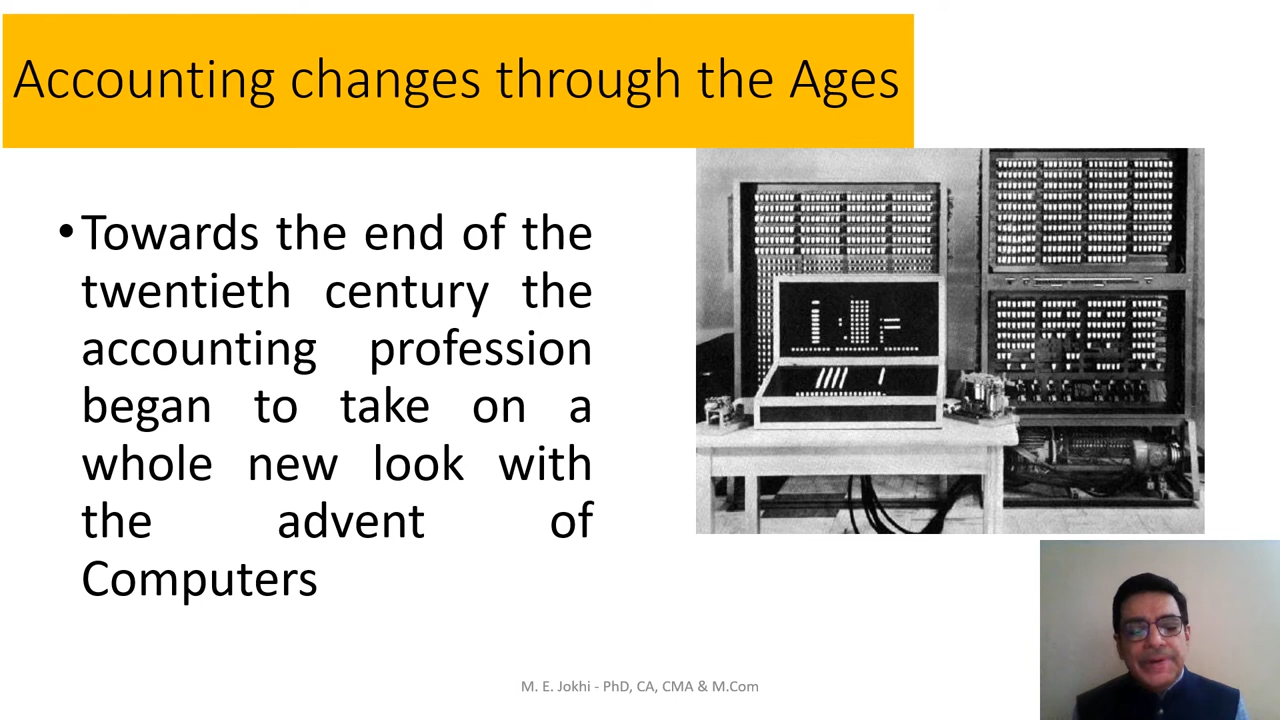 Accounting changes through the Ages
•Towards the end of the
twentieth century the
accounting profession
began to take on a
whole new look with
the advent of
Computers
M. E. Jokhi - PhD, CA, CMA & M.Com